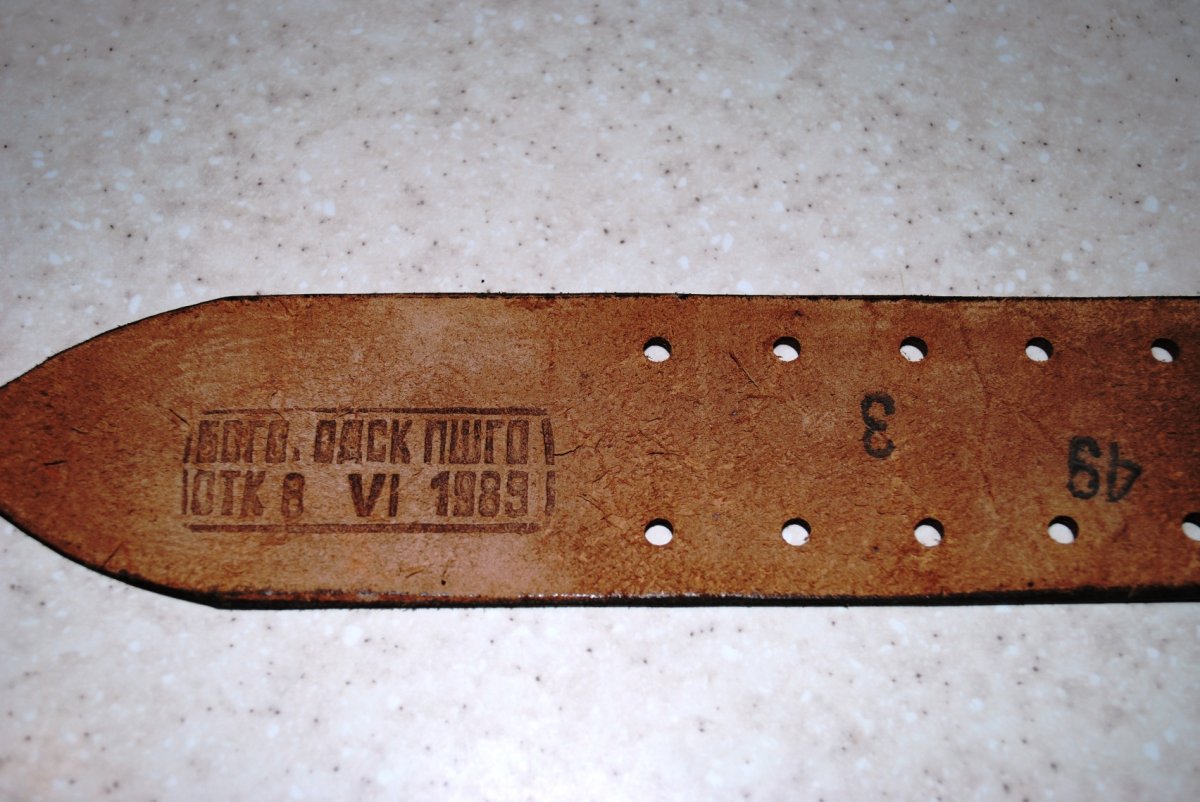 БОГО. ОДСК ПШГО
ОТК 8 VI 1989
3
49